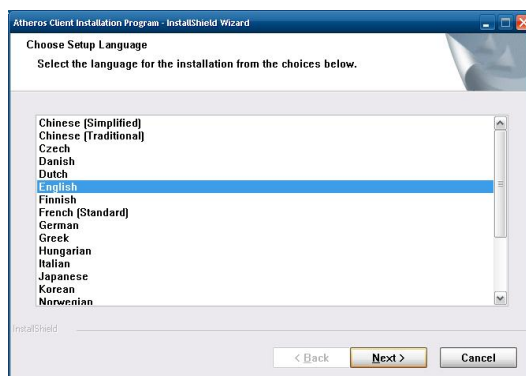 Atheros Client Installation Program - InstallShield Wizard
Choose Setup Language
Select the language for the installation from the choices below.
Chinese (Simplified)
Chinese (Traditional)
Czech
Danish
Dutch
English
Finnish
French (Standard)
German
Greek
Hungarian
Italian
Japanese
Korean
Norwegian
InstallShield
< Back
Next >
Cancel